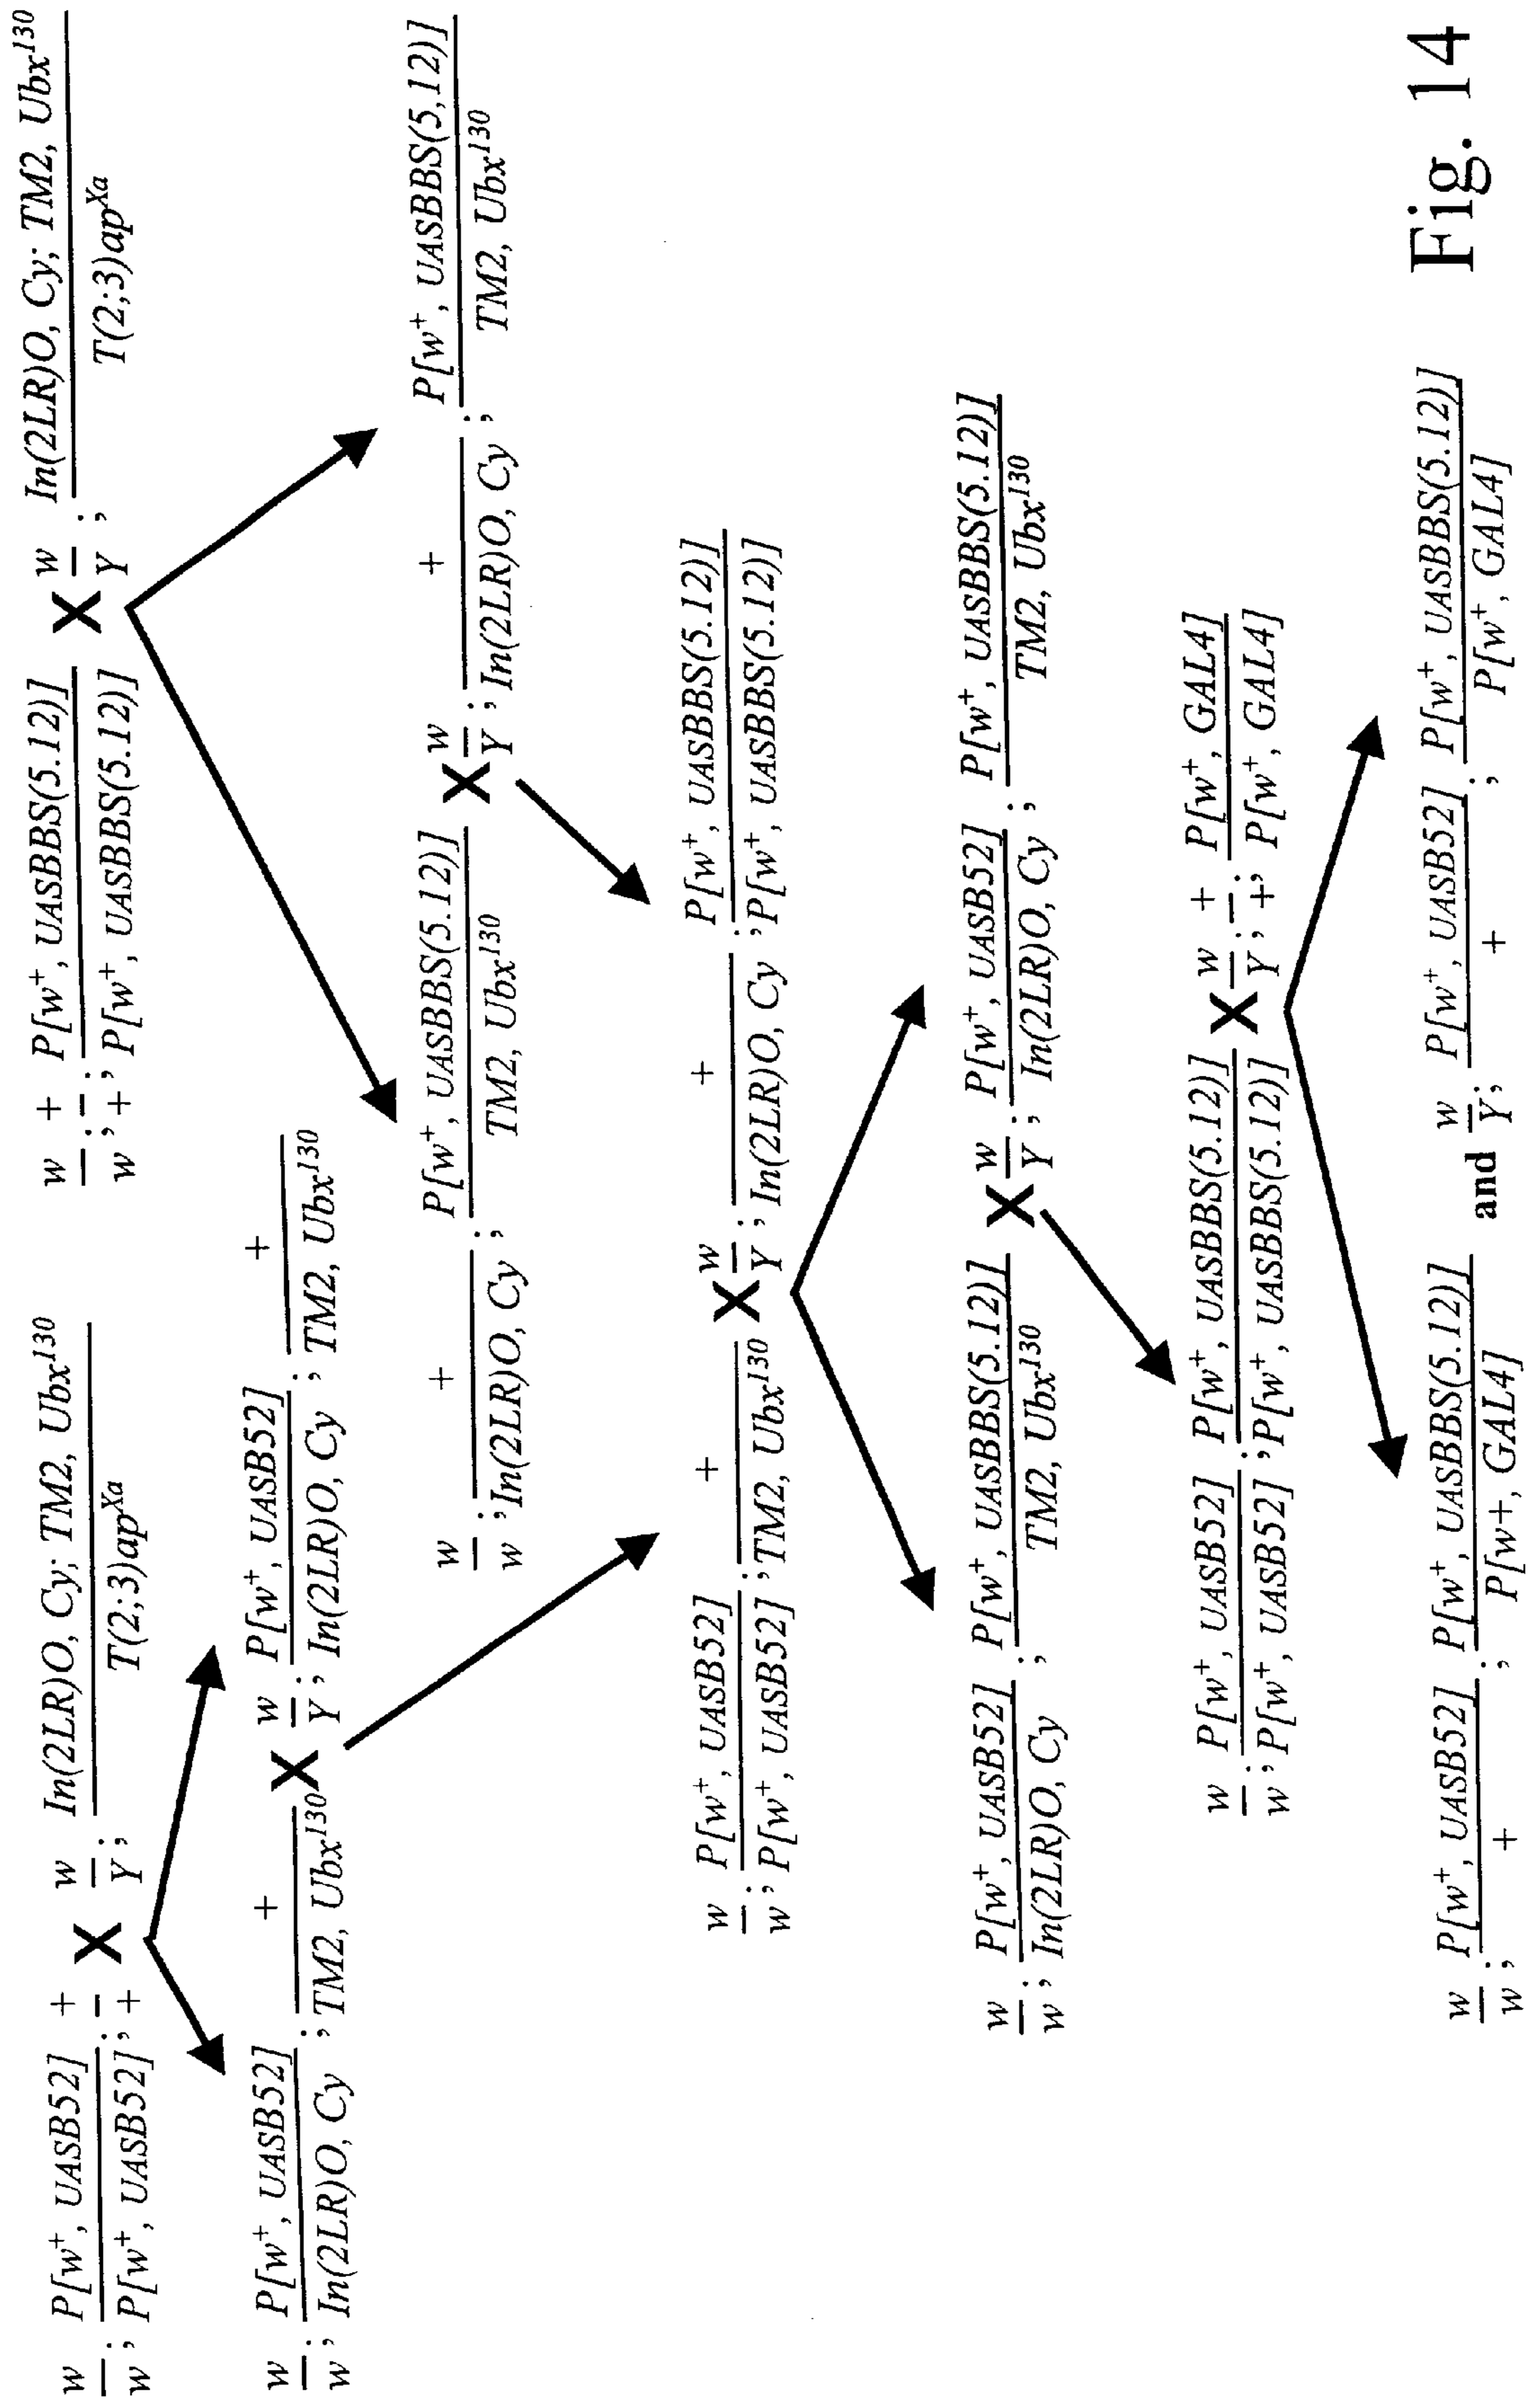 w P[w+, UASB52] + w In(2LR)O, Cy; TM2, Ubx130 w + P[w+, UASBBS(5.12)] w In(2LR)O, Cy; TM2, Ubx130
; ; X ; ; ; X ;
w P[w+, UASB52] + Y T(2;3)apXa w + P[w+, UASBBS(5.12)] Y T(2;3)apXa
w P[w+, UASB52] + w P[w+, UASB52] +
; ; X ; ;
w In(2LR)O, Cy TM2, Ubx130 Y In(2LR)O, Cy TM2, Ubx130
w + P[w+, UASBBS(5.12)] w + P[w+, UASBBS(5,12)]
; ; X ; ;
w In(2LR)O, Cy TM2, Ubx130 Y In(2LR)O, Cy TM2, Ubx130
w P[w+, UASB52] + w + P[w+, UASBBS(5.12)]
; ; X ; ;
w P[w+, UASB52] TM2, Ubx130 Y In(2LR)O, Cy P[w+, UASBBS(5.12)]
w P[w+, UASB52] P[w+, UASBBS(5.12)] w P[w+, UASB52] P[w+, UASBBS(5.12)]
; ; X ; ;
w In(2LR)O, Cy TM2, Ubx130 Y In(2LR)O, Cy TM2, Ubx130
w P[w+, UASB52] P[w+, UASBBS(5.12)] w + P[w+, GAL4]
; ; X ; ;
w P[w+, UASB52] P[w+, UASBBS(5.12)] Y + P[w+, GAL4]
w P[w+, UASB52] P[w+, UASBBS(5.12)] w P[w+, UASB52] P[w+, UASBBS(5.12)]
; ; and ; ;
w + P[w+, GAL4] Y + P[w+, GAL4]
Fig. 14